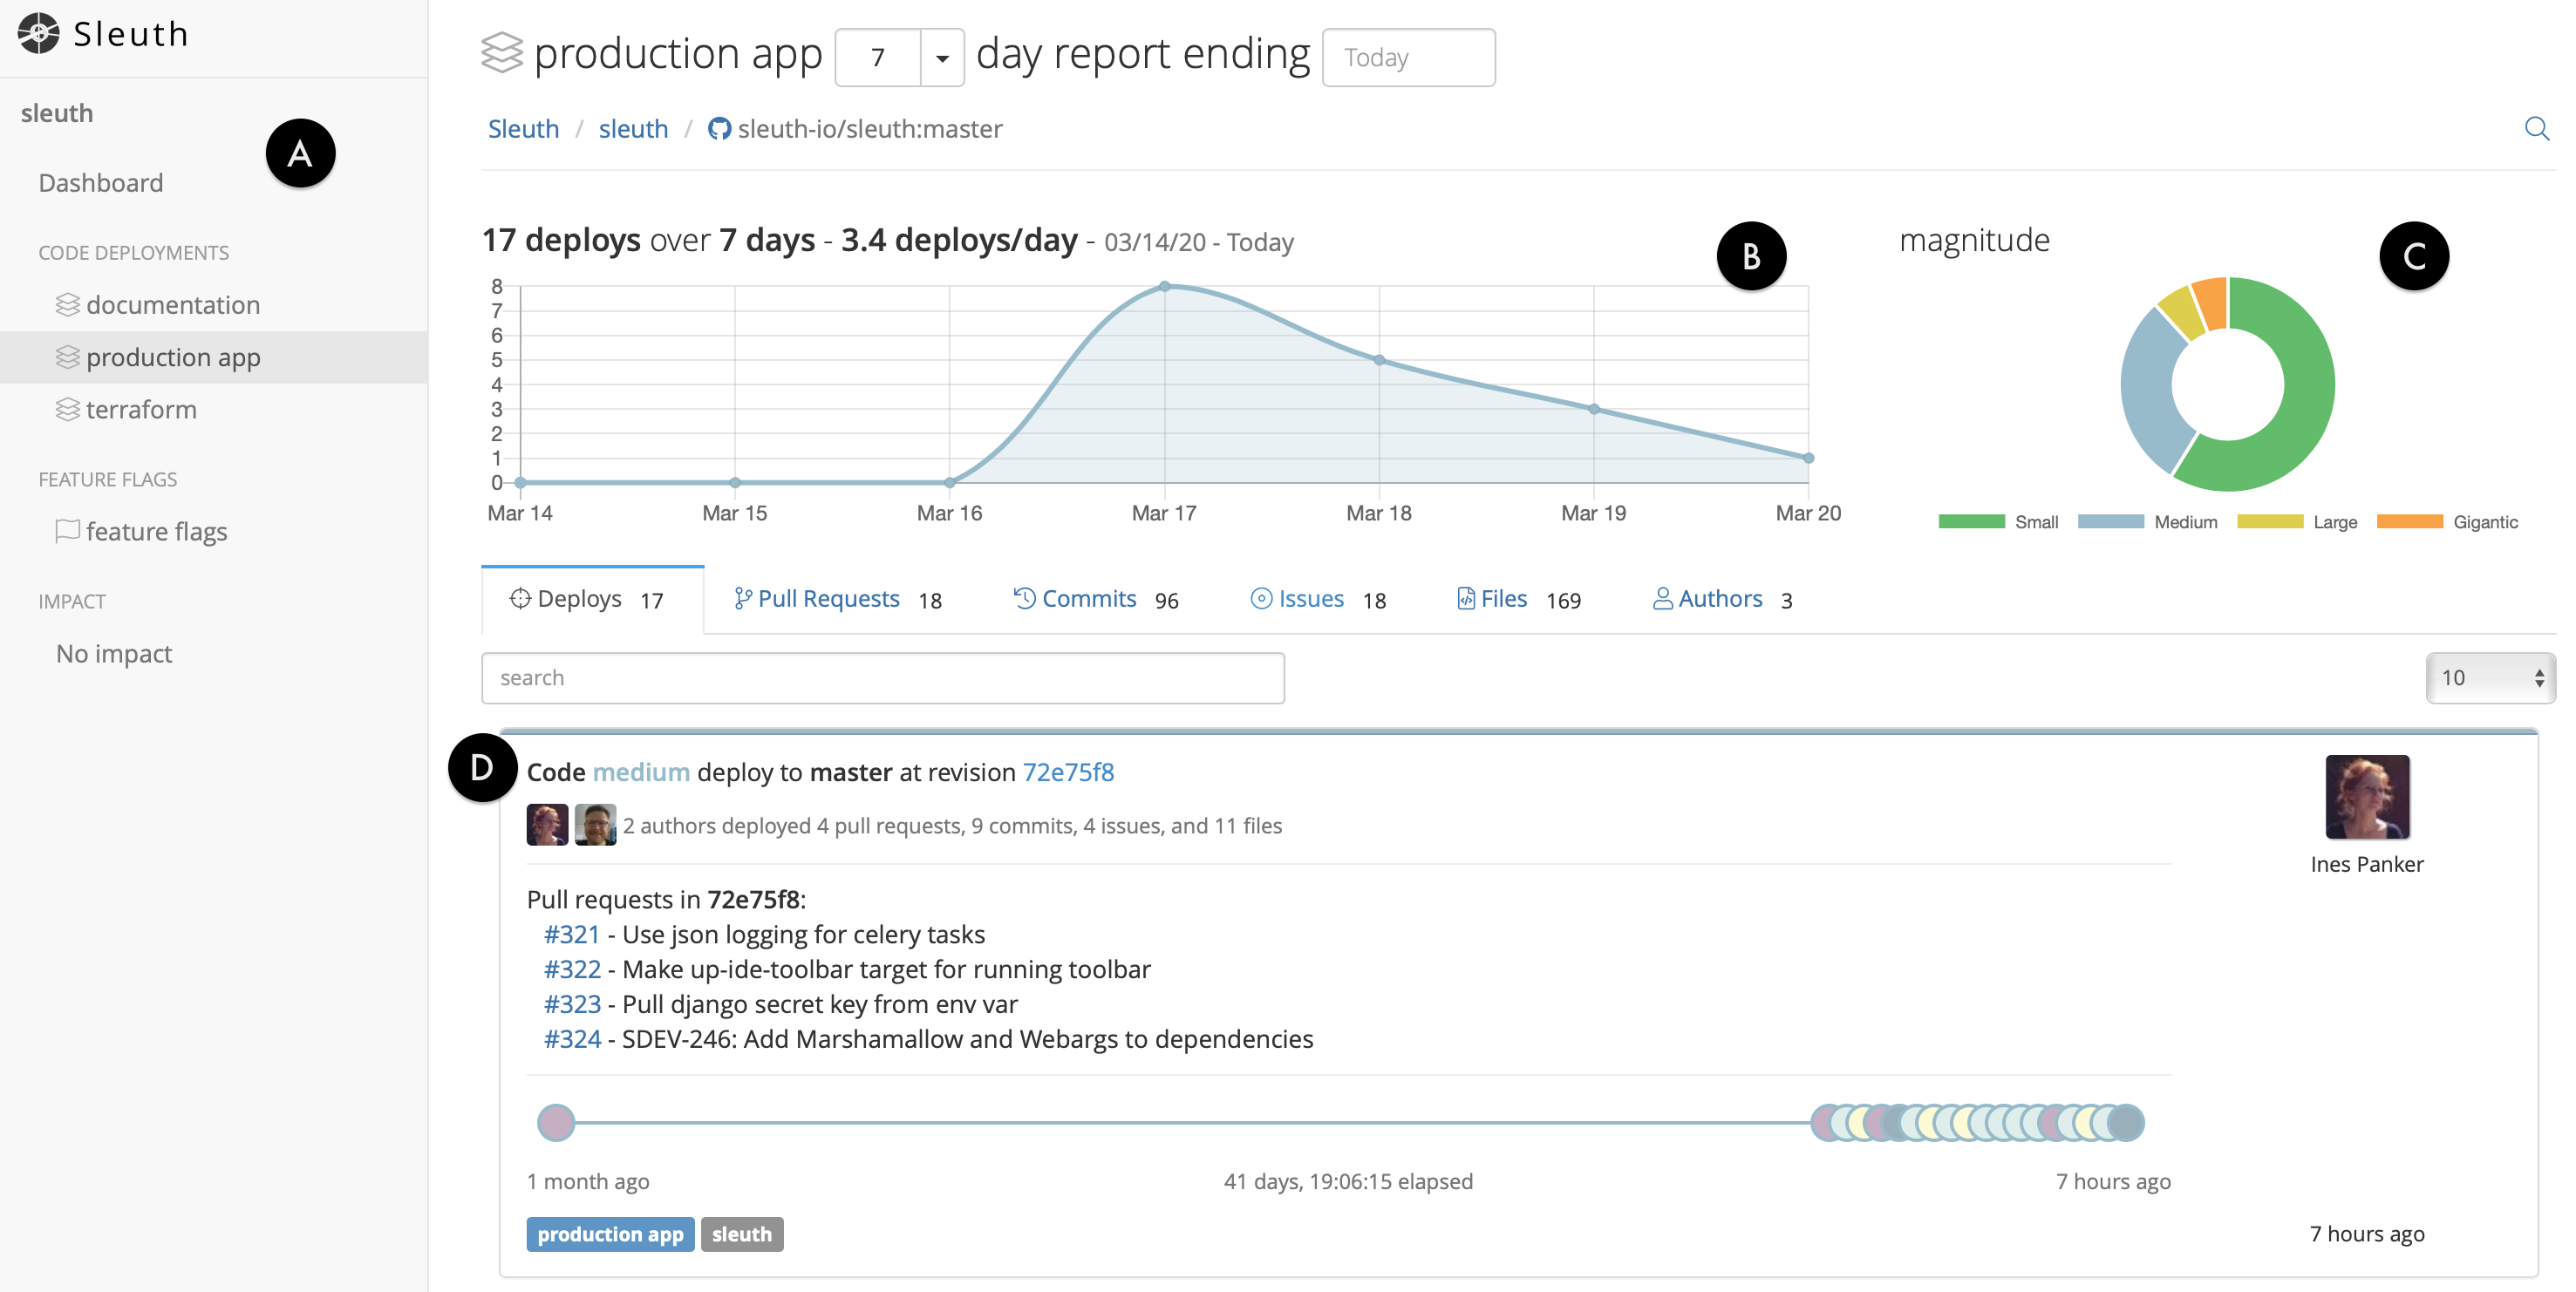 Sleuth
sleuth
A
Dashboard
CODE DEPLOYMENTS
documentation
production app
terraform
FEATURE FLAGS
feature flags
IMPACT
No impact
production app 7 day report ending Today
Sleuth / sleuth / sleuth-io/sleuth:master
17 deploys over 7 days - 3.4 deploys/day - 03/14/20 - Today
B
8
7
6
5
4
3
2
1
0
Mar 14 Mar 15 Mar 16 Mar 17 Mar 18 Mar 19 Mar 20
magnitude
C
Small Medium Large Gigantic
Deploys 17 Pull Requests 18 Commits 96 Issues 18 Files 169 Authors 3
search
10
D
Code medium deploy to master at revision 72e75f8
2 authors deployed 4 pull requests, 9 commits, 4 issues, and 11 files
Ines Panker
Pull requests in 72e75f8:
#321 - Use json logging for celery tasks
#322 - Make up-ide-toolbar target for running toolbar
#323 - Pull django secret key from env var
#324 - SDEV-246: Add Marshamallow and Webargs to dependencies
1 month ago 41 days, 19:06:15 elapsed 7 hours ago
production app sleuth
7 hours ago